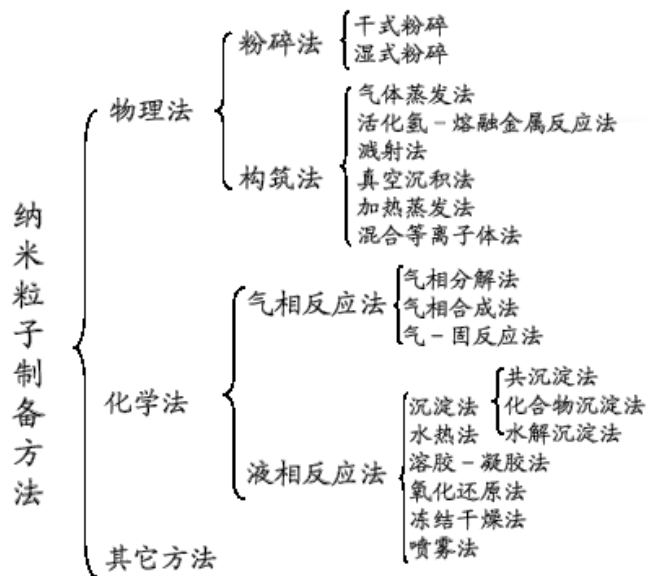 纳米粒子制备方法
物理法
粉碎法
干式粉碎
湿式粉碎
构筑法
气体蒸发法
活化氢-熔融金属反应法
溅射法
真空沉积法
加热蒸发法
混合等离子体法
化学法
气相反应法
气相分解法
气相合成法
气-固反应法
液相反应法
沉淀法
共沉淀法
化合物沉淀法
水解沉淀法
水热法
溶胶-凝胶法
氧化还原法
冻结干燥法
喷雾法
其它方法